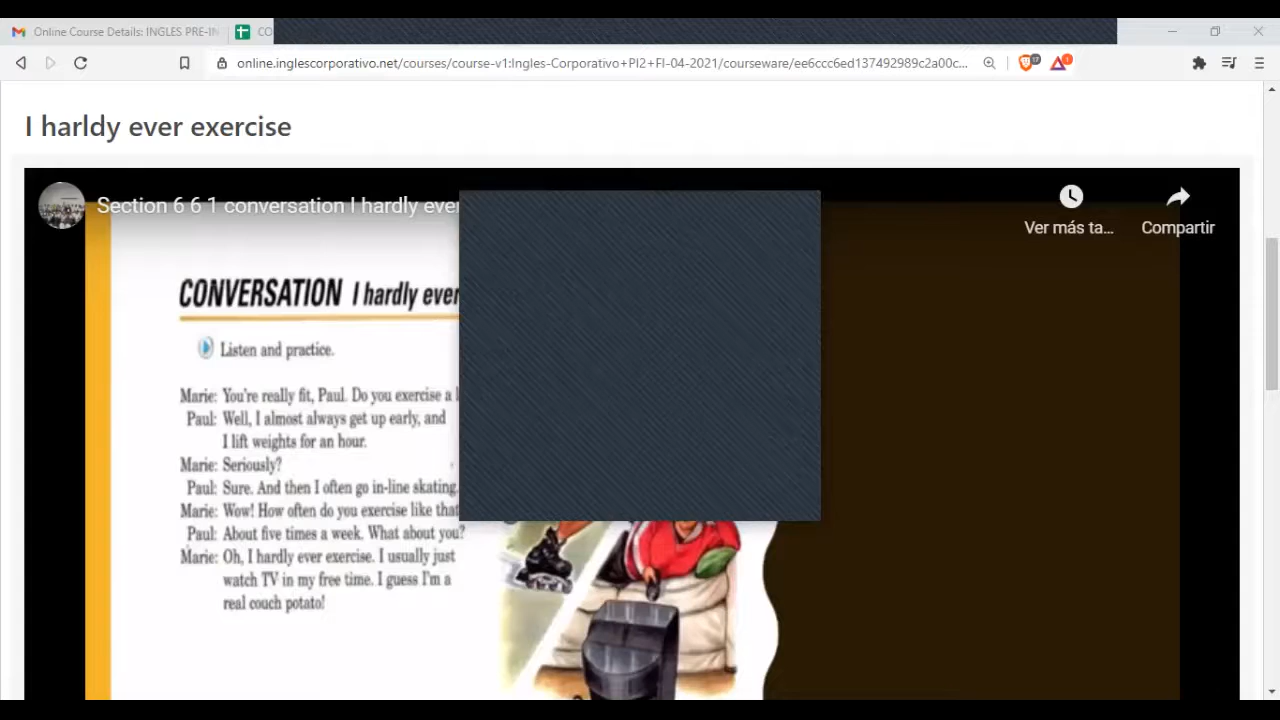 Online Course Details: INGLES PRE-IN
CO
online.inglescorporativo.net/courses/course-v1:Ingles-Corporativo+PI2+FI-04-2021/courseware/ee6ccc6ed137492989c2a00c...
17
1
I harldy ever exercise
Section 6 6 1 conversation I hardly ever
Ver más ta...
Compartir
CONVERSATION I hardly ever
Listen and practice.
Marie: You're really fit, Paul. Do you exercise a
Paul: Well, I almost always get up early, and
I lift weights for an hour.
Marie: Seriously?
Paul: Sure. And then I often go in-line skating.
Marie: Wow! How often do you exercise like that
Paul: About five times a week. What about you?
Marie: Oh, I hardly ever exercise. I usually just
watch TV in my free time. I guess I'm a
real couch potato!